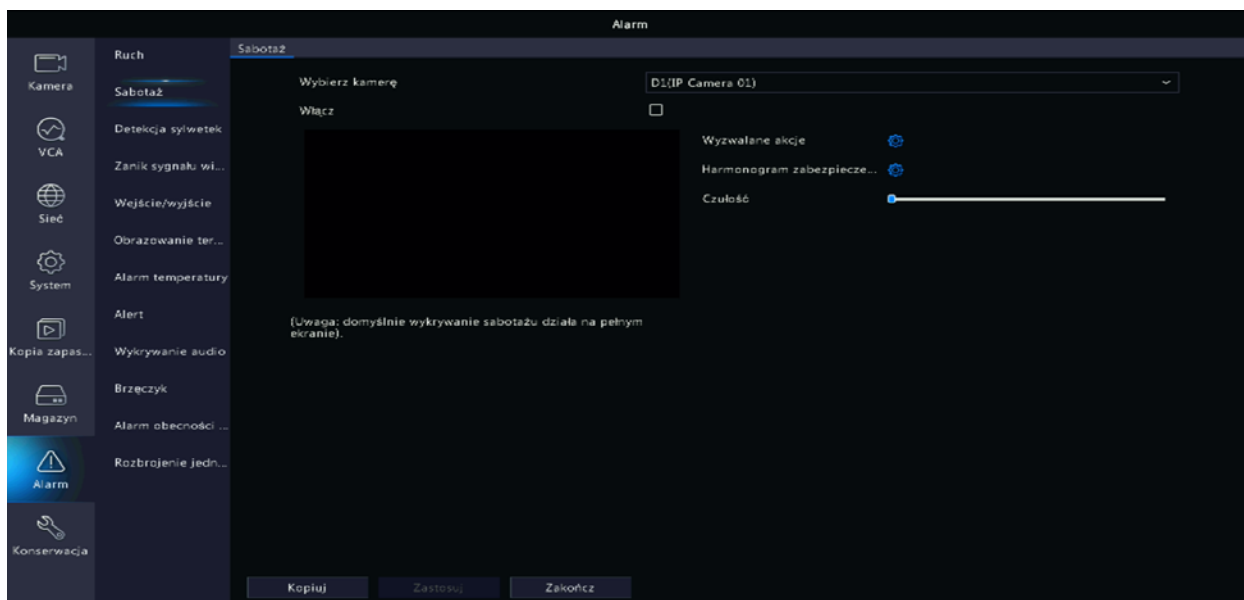 Alarm
Kamera
VCA
Sieć
System
Kopia zapas...
Magazyn
Alarm
Konserwacja
Ruch
Sabotaż
Detekcja sylwetek
Zanik sygnału wi...
Wejście/wyjście
Obrazowanie ter...
Alarm temperatury
Alert
Wykrywanie audio
Brzęczyk
Alarm obecności ...
Rozbrojenie jedn...
Sabotaż
Wybierz kamerę
D1(IP Camera 01)
Włącz
Wyzwalane akcje
Harmonogram zabezpiecze...
Czułość
(Uwaga: domyślnie wykrywanie sabotażu działa na pełnym
ekranie).
Kopiuj
Zastosuj
Zakończ